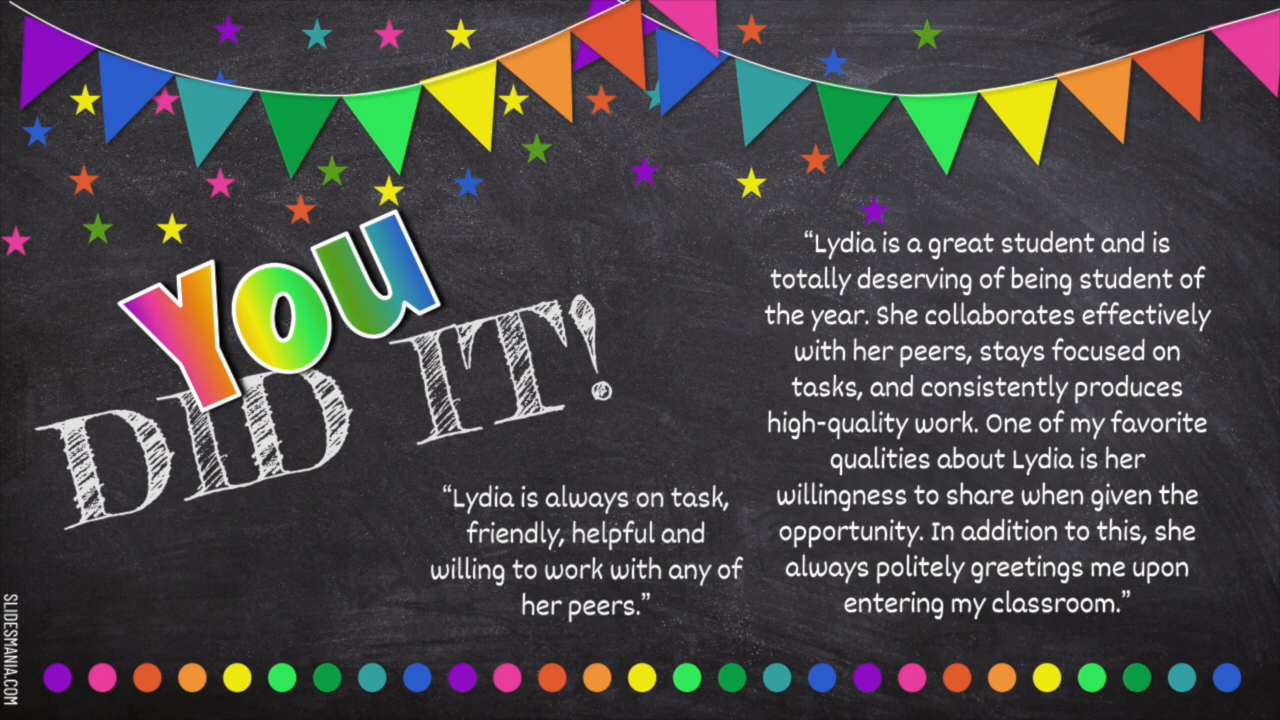 You
DID IT!
“Lydia is always on task,
friendly, helpful and
willing to work with any of
her peers.”
“Lydia is a great student and is
totally deserving of being student of
the year. She collaborates effectively
with her peers, stays focused on
tasks, and consistently produces
high-quality work. One of my favorite
qualities about Lydia is her
willingness to share when given the
opportunity. In addition to this, she
always politely greetings me upon
entering my classroom.”
SLIDESMANIA.COM